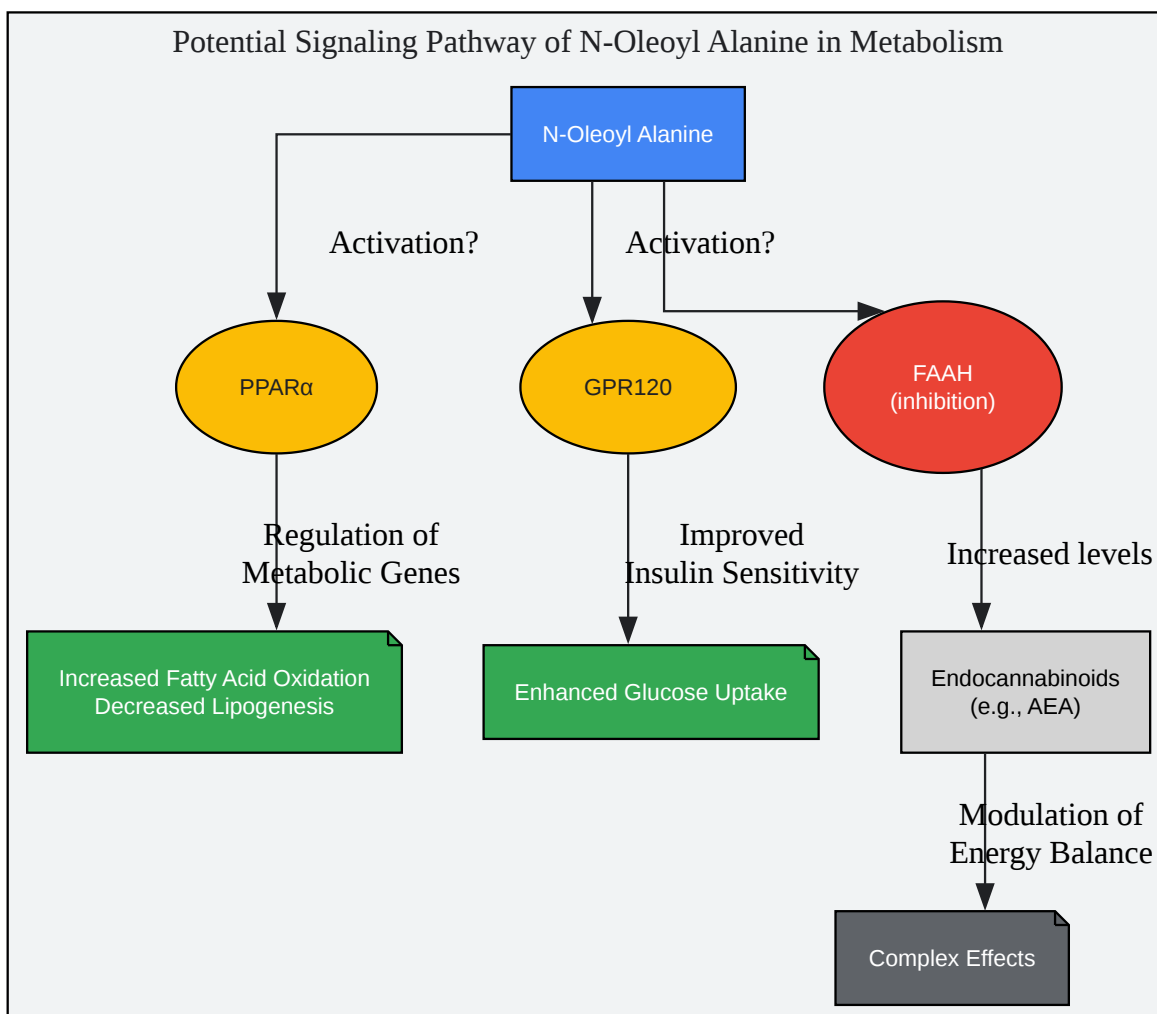 Potential Signaling Pathway of N-Oleoyl Alanine in Metabolism
N-Oleoyl Alanine
Activation?
Activation?
PPARα
GPR120
FAAH
(inhibition)
Regulation of
Metabolic Genes
Improved
Insulin Sensitivity
Increased levels
Increased Fatty Acid Oxidation
Decreased Lipogenesis
Enhanced Glucose Uptake
Endocannabinoids
(e.g., AEA)
Modulation of
Energy Balance
Complex Effects